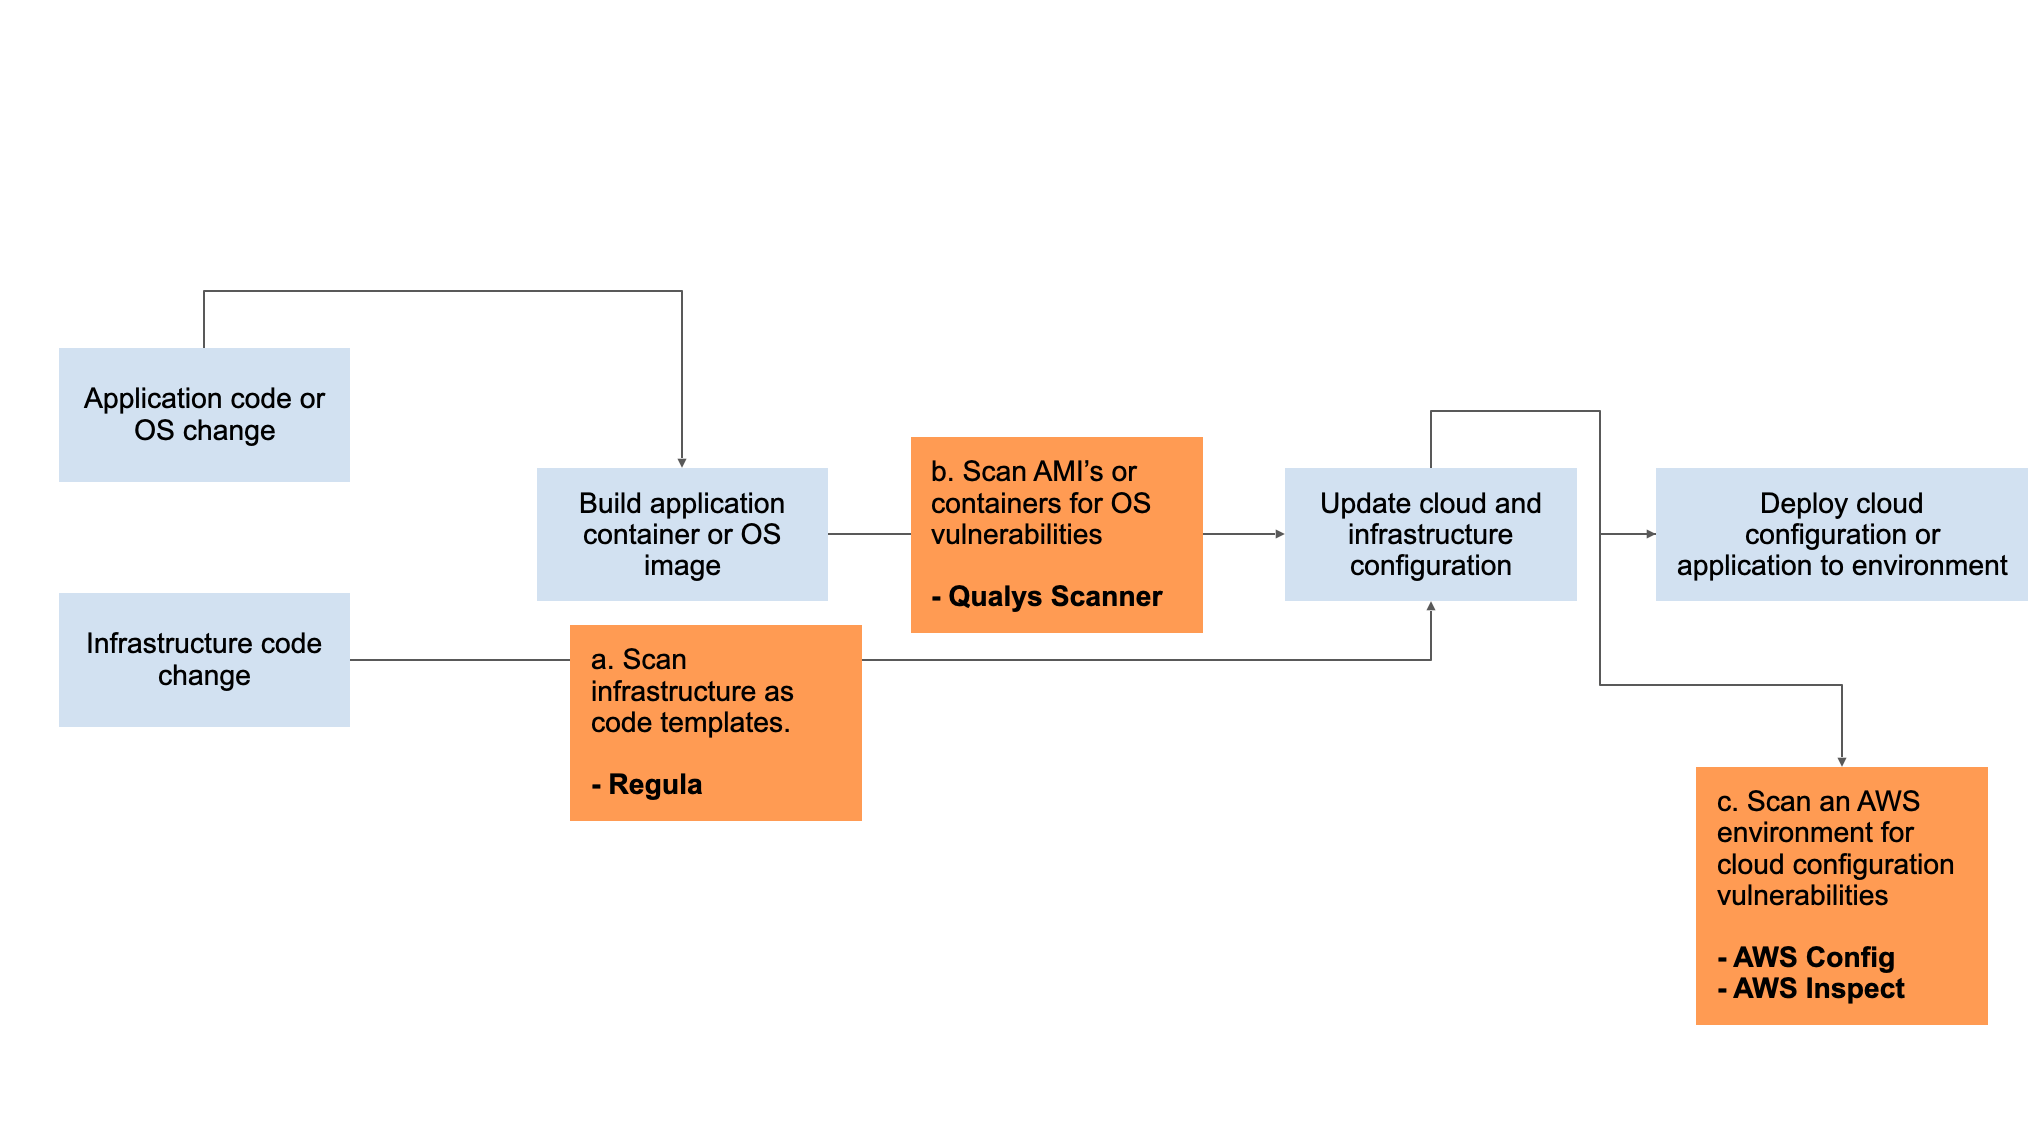 Application code or
OS change
Build application
container or OS
image
b. Scan AMI’s or
containers for OS
vulnerabilities
- Qualys Scanner
Update cloud and
infrastructure
configuration
Deploy cloud
configuration or
application to environment
Infrastructure code
change
a. Scan
infrastructure as
code templates.
- Regula
c. Scan an AWS
environment for
cloud configuration
vulnerabilities
- AWS Config
- AWS Inspect